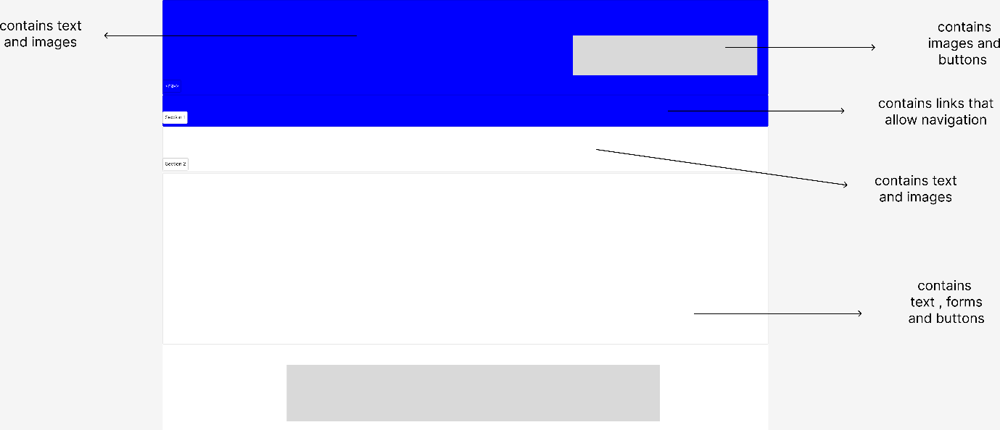 contains text
and images
contains
images and
buttons
<nav>
contains links that
allow navigation
Section 1
Section 2
contains text
and images
contains
text , forms
and buttons